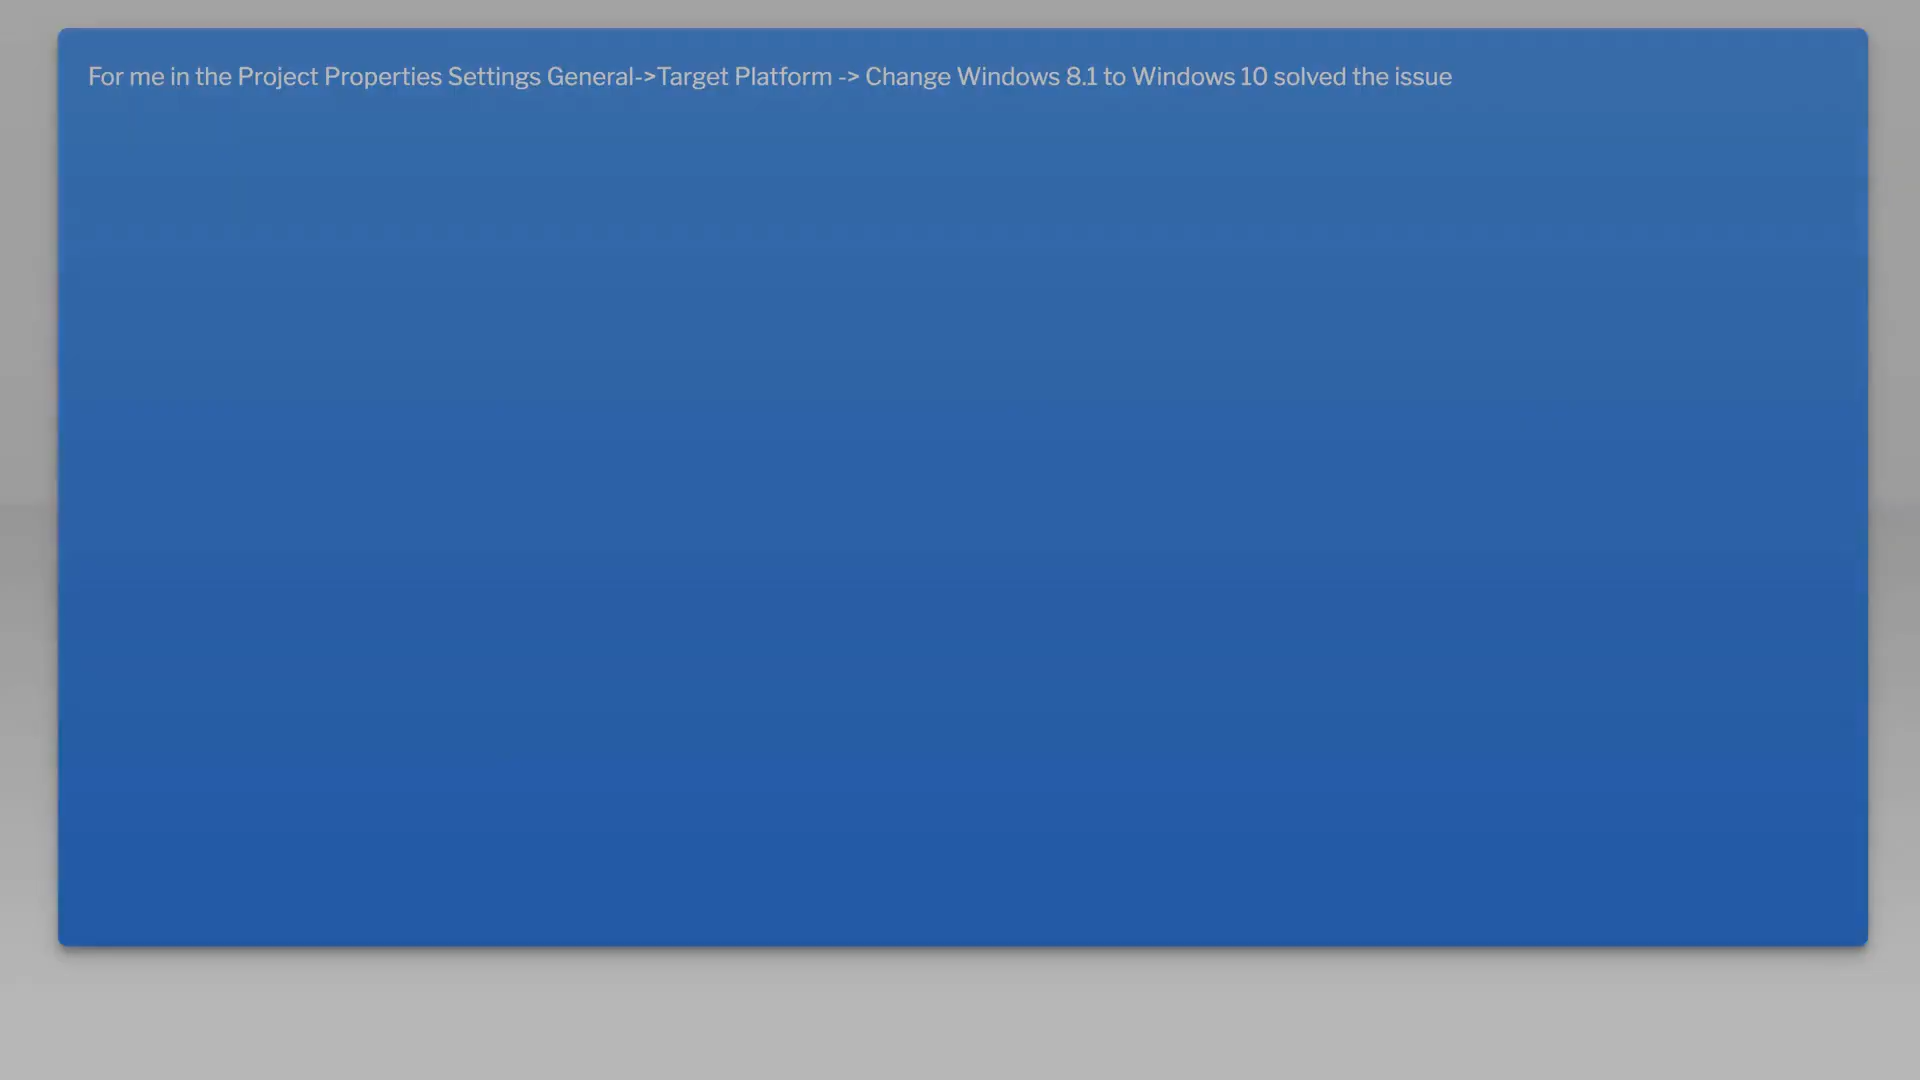 For me in the Project Properties Settings General->Target Platform -> Change Windows 8.1 to Windows 10 solved the issue